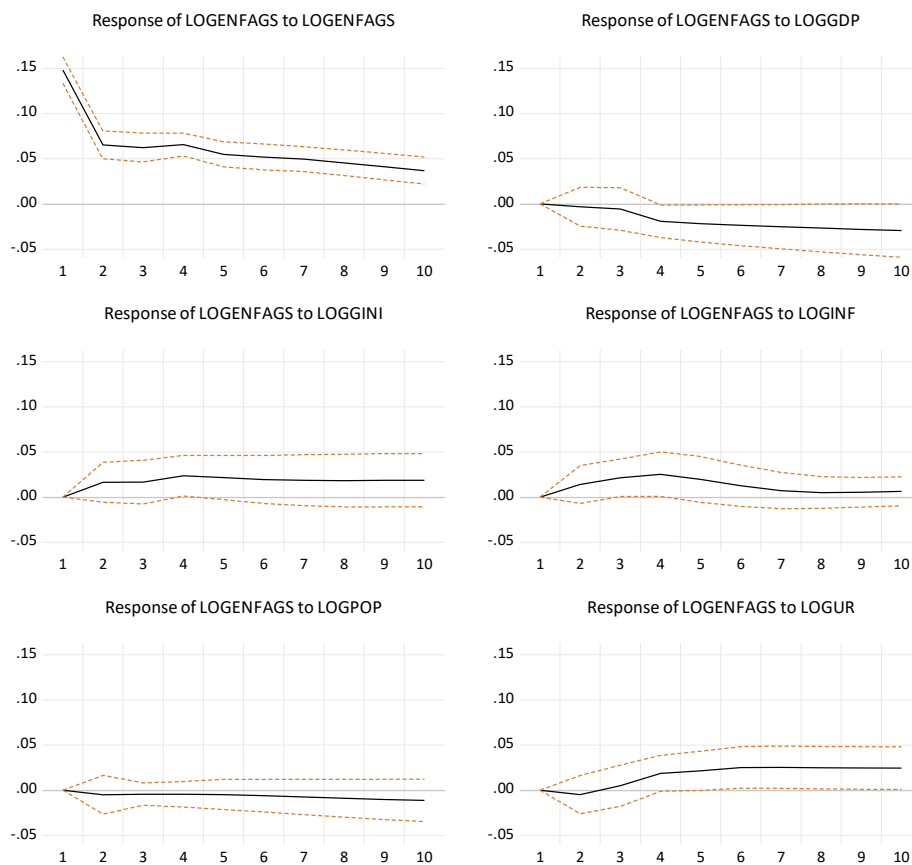 Response of LOGENFAGS to LOGENFAGS
.15
.10
.05
.00
-.05
1 2 3 4 5 6 7 8 9 10
Response of LOGENFAGS to LOGGDP
.15
.10
.05
.00
-.05
1 2 3 4 5 6 7 8 9 10
Response of LOGENFAGS to LOGGINI
.15
.10
.05
.00
-.05
1 2 3 4 5 6 7 8 9 10
Response of LOGENFAGS to LOGINF
.15
.10
.05
.00
-.05
1 2 3 4 5 6 7 8 9 10
Response of LOGENFAGS to LOGPOP
.15
.10
.05
.00
-.05
1 2 3 4 5 6 7 8 9 10
Response of LOGENFAGS to LOGUR
.15
.10
.05
.00
-.05
1 2 3 4 5 6 7 8 9 10